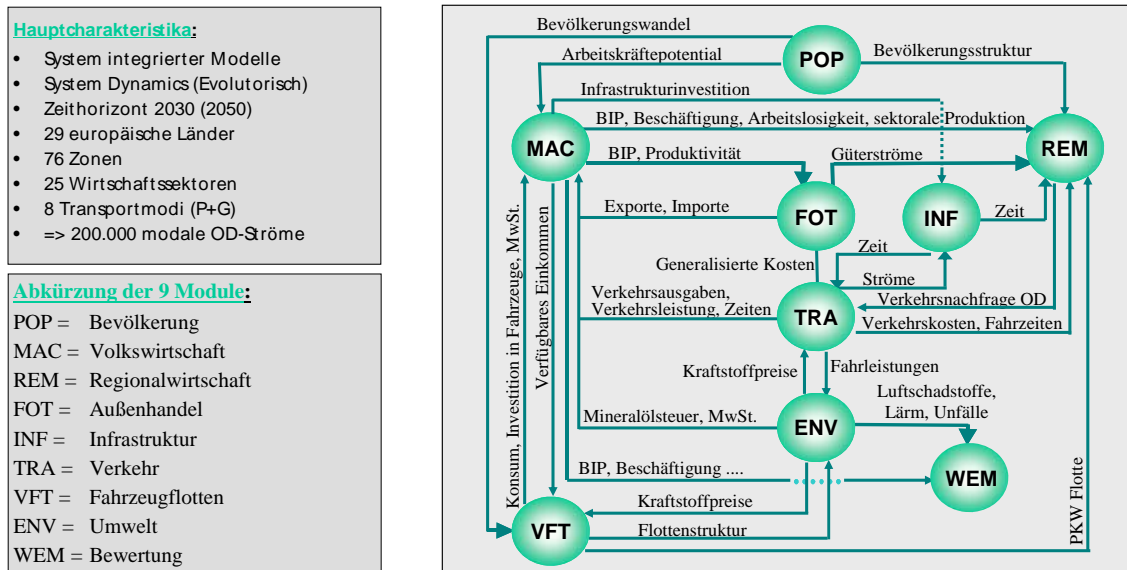 Hauptcharakteristika:
• System integrierter Modelle
• System Dynamics (Evolutorisch)
• Zeithorizont 2030 (2050)
• 29 europäische Länder
• 76 Zonen
• 25 Wirtschaftssektoren
• 8 Transportmodi (P+G)
• => 200.000 modale OD-Ströme
Abkürzung der 9 Module:
POP = Bevölkerung
MAC = Volkswirtschaft
REM = Regionalwirtschaft
FOT = Außenhandel
INF = Infrastruktur
TRA = Verkehr
VFT = Fahrzeugflotten
ENV = Umwelt
WEM = Bewertung
Bevölkerungswandel
Arbeitskräftepotential
POP
Bevölkerungsstruktur
Infrastrukturinvestition
BIP, Beschäftigung, Arbeitslosigkeit, sektorale Produktion
MAC
REM
BIP, Produktivität
Güterströme
FOT
INF
Exporte, Importe
Zeit
Zeit
Generalisierte Kosten
Ströme
Verkehrsausgaben,
Verkehrsleistung, Zeiten
TRA
Verkehrsnachfrage OD
Verkehrskosten, Fahrzeiten
Konsum, Investition in Fahrzeuge, MwSt.
Verfügbares Einkommen
Kraftstoffpreise
Fahrleistungen
Luftschadstoffe,
Lärm, Unfälle
Mineralölsteuer, MwSt.
ENV
BIP, Beschäftigung ....
WEM
Kraftstoffpreise
VFT
Flottenstruktur
PKW Flotte